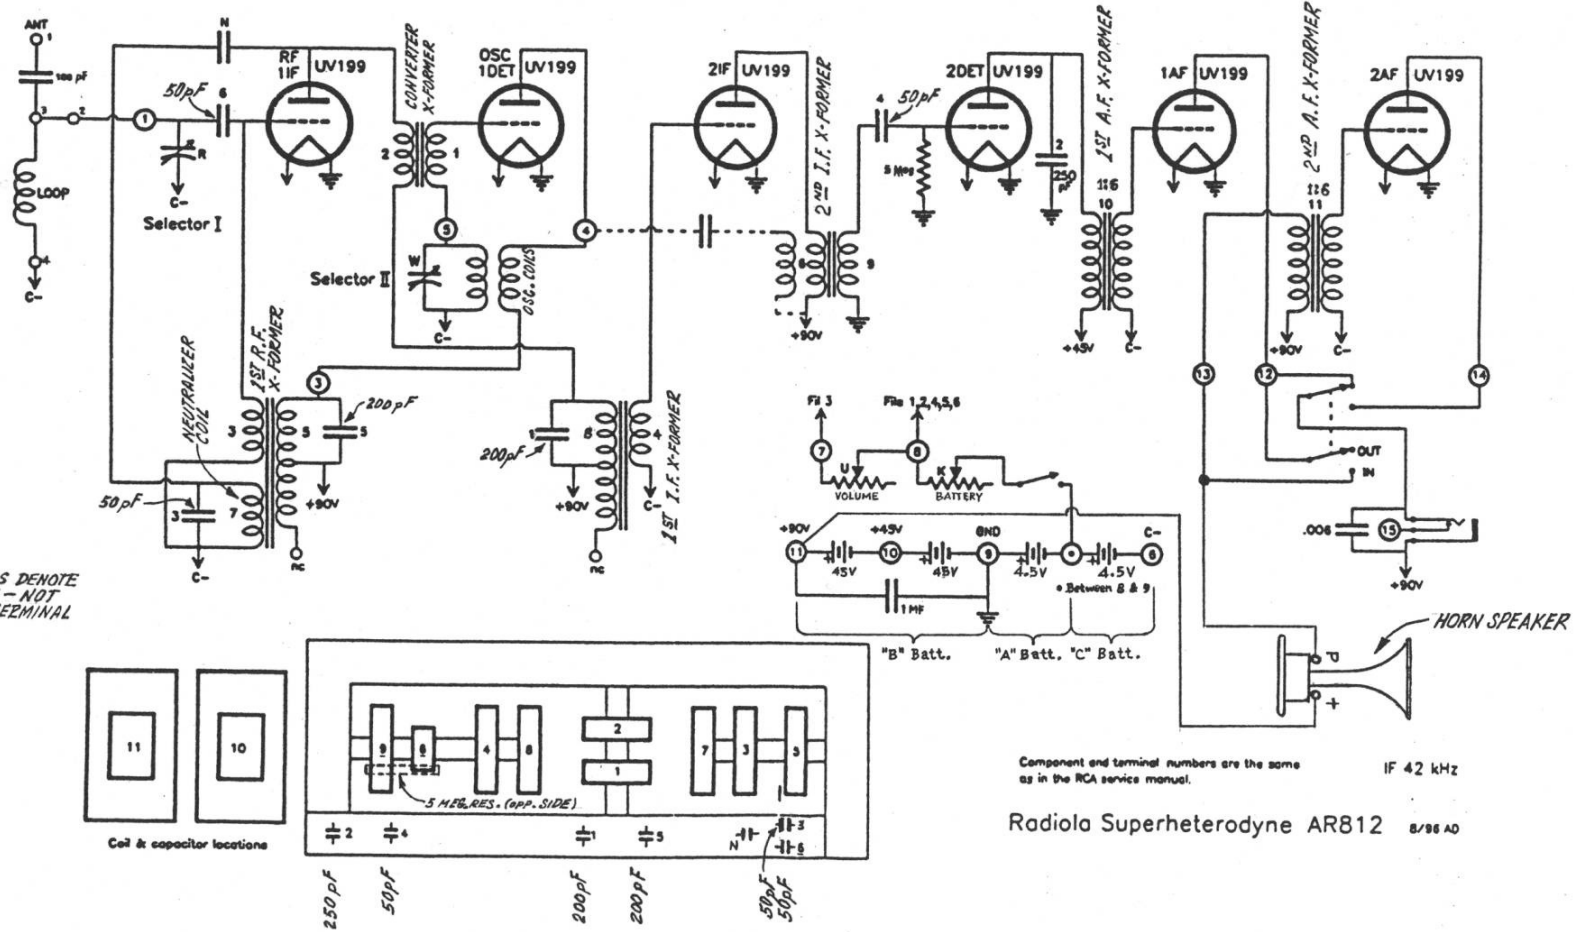 ANT
1
100 pF
3
2
1
LOOP
4
C-
N
50pF
6
R
C-
Selector I
RF
1IF
UV199
CONVERTER
X-FORMER
2
1
OSC
1DET
UV199
5
4
W
Selector II
C-
OSC. COILS
2IF
UV199
2ND I.F. X-FORMER
8
9
+90V
4
50pF
5 Meg
2DET
UV199
2
250
pF
1ST A.F. X-FORMER
1:6
10
+45V
C-
1AF
UV199
2ND A.F. X-FORMER
1:6
11
+90V
C-
2AF
UV199
13
12
14
OUT
IN
.006
15
+90V
1ST R.F.
X-FORMER
NEUTRALIZER
COIL
3
5
3
200pF
5
+90V
50pF
3
7
C-
nc
1
200pF
8
4
+90V
C-
nc
1ST I.F. X-FORMER
Fil 3
Fils 1,2,4,5,6
7
8
U
VOLUME
K
BATTERY
+90V
+45V
GND
C-
11
10
9
6
+
45V
+
45V
+
4.5V
+
4.5V
• Between 8 & 9
1 MF
"B" Batt.
"A" Batt.
"C" Batt.
HORN SPEAKER
P
+
S DENOTE
- NOT
TERMINAL
11
10
Coil & capacitor locations
9
6
4
8
2
1
7
3
5
5 MEG. RES. (OPP. SIDE)
2
4
1
5
N
3
6
250pF
50pF
200pF
200pF
50pF
50pF
Component and terminal numbers are the same
as in the RCA service manual.
IF 42 kHz
Radiola Superheterodyne AR812
8/96 AD